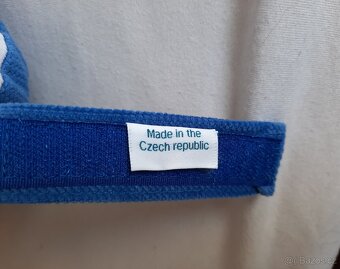 Made in the
Czech republic